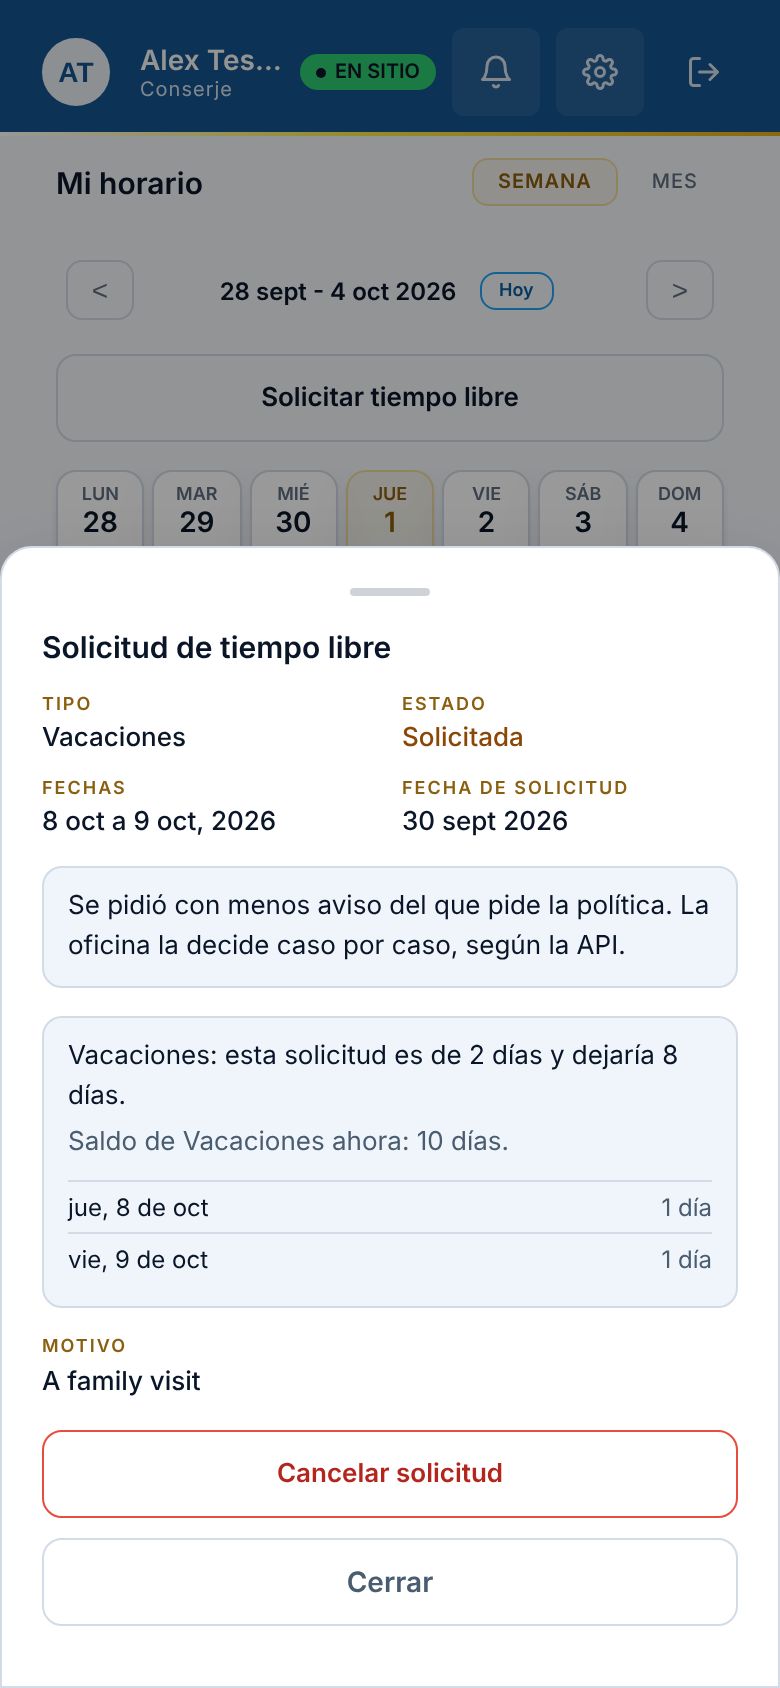 AT
Alex Tes...
Conserje
EN SITIO
Mi horario
SEMANA
MES
<
28 sept - 4 oct 2026
Hoy
>
Solicitar tiempo libre
LUN
28
MAR
29
MIÉ
30
JUE
1
VIE
2
SÁB
3
DOM
4
Solicitud de tiempo libre
TIPO
Vacaciones
ESTADO
Solicitada
FECHAS
8 oct a 9 oct, 2026
FECHA DE SOLICITUD
30 sept 2026
Se pidió con menos aviso del que pide la política. La
oficina la decide caso por caso, según la API.
Vacaciones: esta solicitud es de 2 días y dejaría 8
días.
Saldo de Vacaciones ahora: 10 días.
jue, 8 de oct
1 día
vie, 9 de oct
1 día
MOTIVO
A family visit
Cancelar solicitud
Cerrar